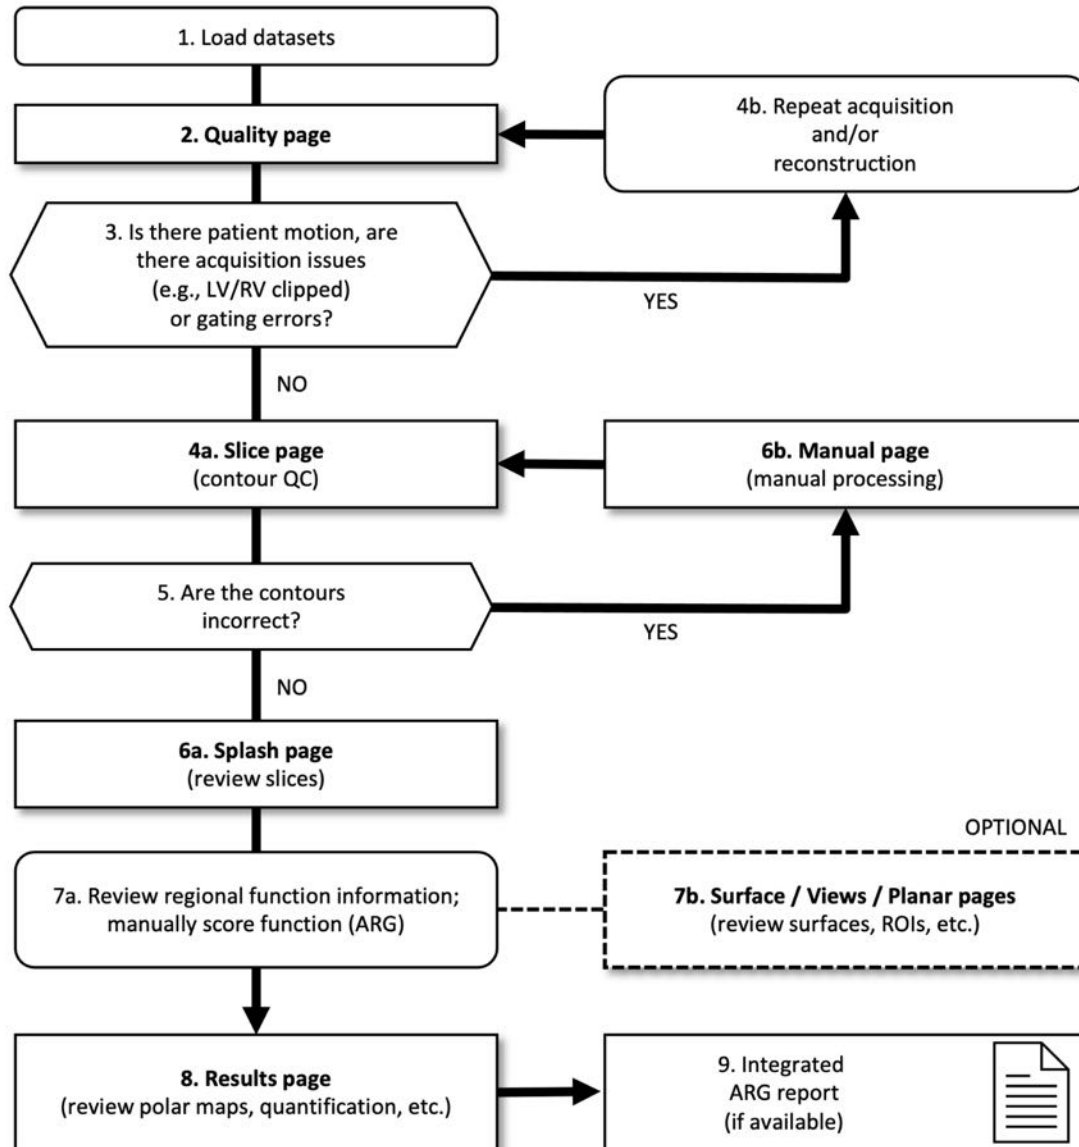 1. Load datasets
2. Quality page
4b. Repeat acquisition
and/or
reconstruction
3. Is there patient motion, are
there acquisition issues
(e.g., LV/RV clipped)
or gating errors?
YES
NO
4a. Slice page
(contour QC)
6b. Manual page
(manual processing)
5. Are the contours
incorrect?
YES
NO
6a. Splash page
(review slices)
OPTIONAL
7a. Review regional function information;
manually score function (ARG)
7b. Surface / Views / Planar pages
(review surfaces, ROIs, etc.)
8. Results page
(review polar maps, quantification, etc.)
9. Integrated
ARG report
(if available)